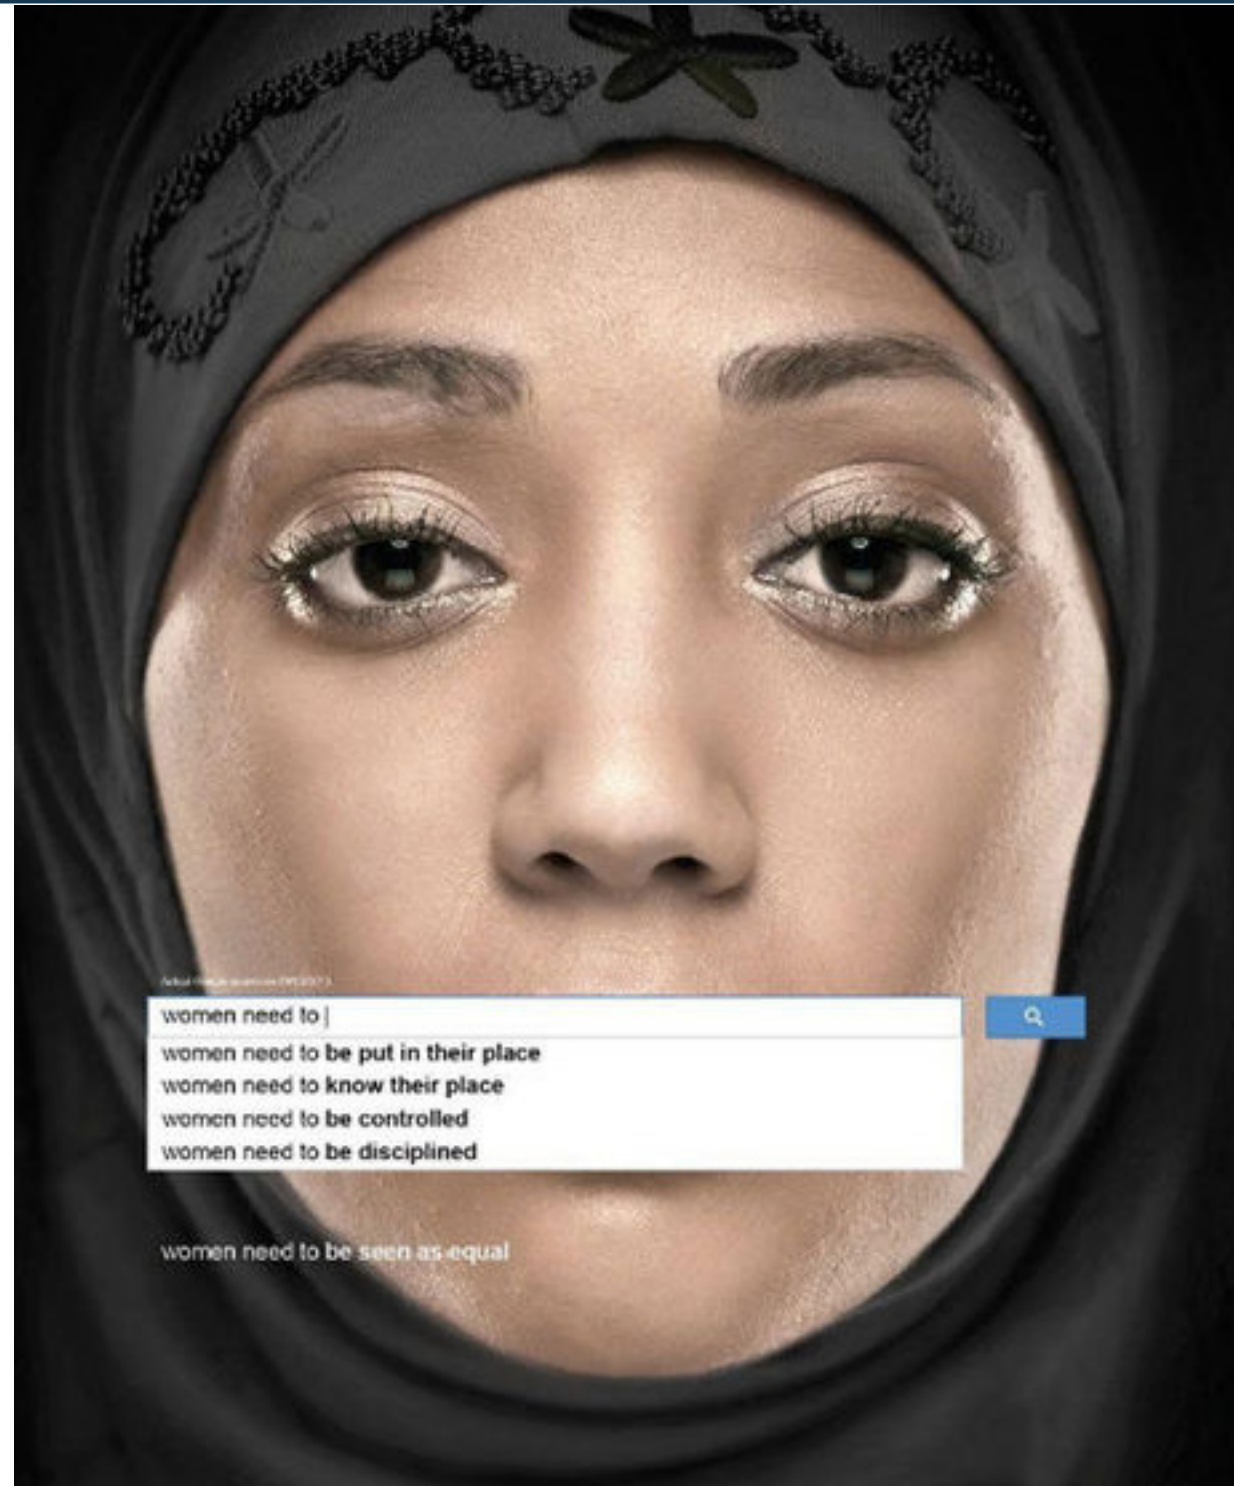 women need to
women need to be put in their place
women need to know their place
women need to be controlled
women need to be disciplined
women need to be seen as equal